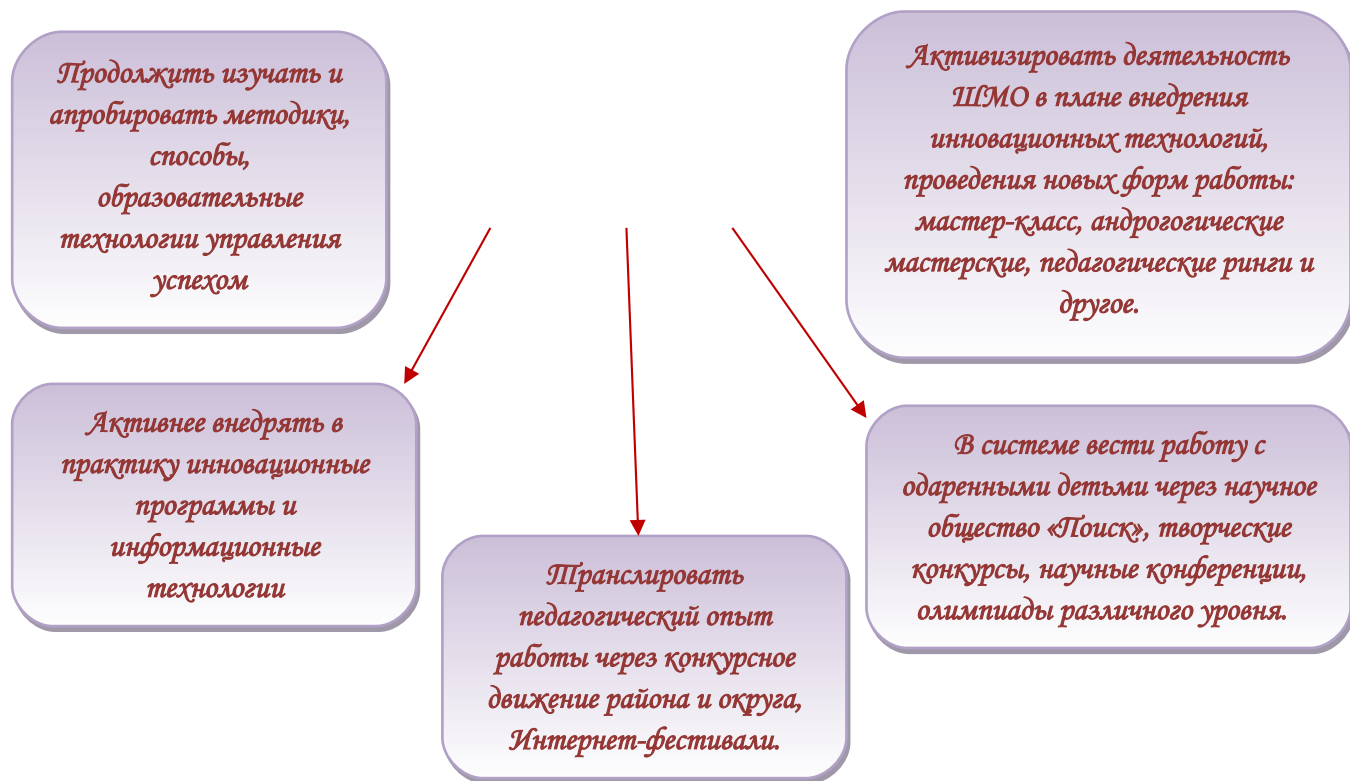 Продолжить изучать и
апробировать методики,
способы,
образовательные
технологии управления
успехом
Активизировать деятельность
ШМО в плане внедрения
инновационных технологий,
проведения новых форм работы:
мастер-класс, андрогогические
мастерские, педагогические ринги и
другое.
Активнее внедрять в
практику инновационные
программы и
информационные
технологии
Транслировать
педагогический опыт
работы через конкурсное
движение района и округа,
Интернет-фестивали.
В системе вести работу с
одаренными детьми через научное
общество «Поиск», творческие
конкурсы, научные конференции,
олимпиады различного уровня.